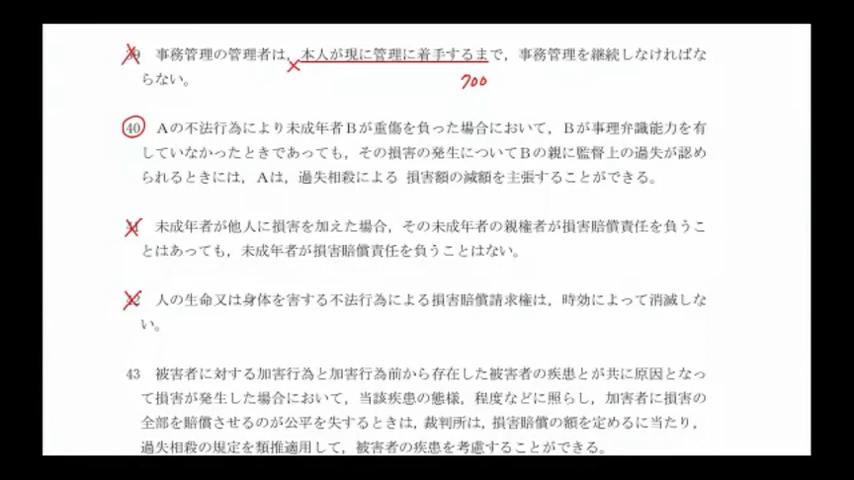 39 事務管理の管理者は，本人が現に管理に着手するまで，事務管理を継続しなければな
らない。
700
40 Aの不法行為により未成年者Bが重傷を負った場合において，Bが事理弁識能力を有
していなかったときであっても，その損害の発生についてBの親に監督上の過失が認め
られるときには，Aは，過失相殺による 損害額の減額を主張することができる。
41 未成年者が他人に損害を加えた場合，その未成年者の親権者が損害賠償責任を負うこ
とはあっても，未成年者が損害賠償責任を負うことはない。
42 人の生命又は身体を害する不法行為による損害賠償請求権は，時効によって消滅しな
い。
43 被害者に対する加害行為と加害行為前から存在した被害者の疾患とが共に原因となっ
て損害が発生した場合において，当該疾患の態様，程度などに照らし，加害者に損害の
全部を賠償させるのが公平を失するときは，裁判所は，損害賠償の額を定めるに当たり，
過失相殺の規定を類推適用して，被害者の疾患を考慮することができる。